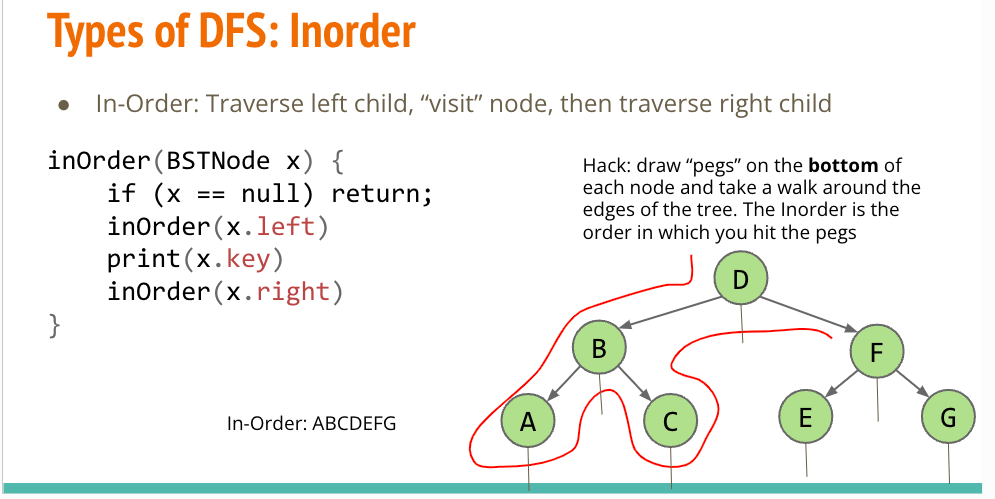 Types of DFS: Inorder
● In-Order: Traverse left child, “visit” node, then traverse right child
inOrder(BSTNode x) {
    if (x == null) return;
    inOrder(x.left)
    print(x.key)
    inOrder(x.right)
}
Hack: draw “pegs” on the bottom of
each node and take a walk around the
edges of the tree. The Inorder is the
order in which you hit the pegs
D
B
F
A
C
E
G
In-Order: ABCDEFG